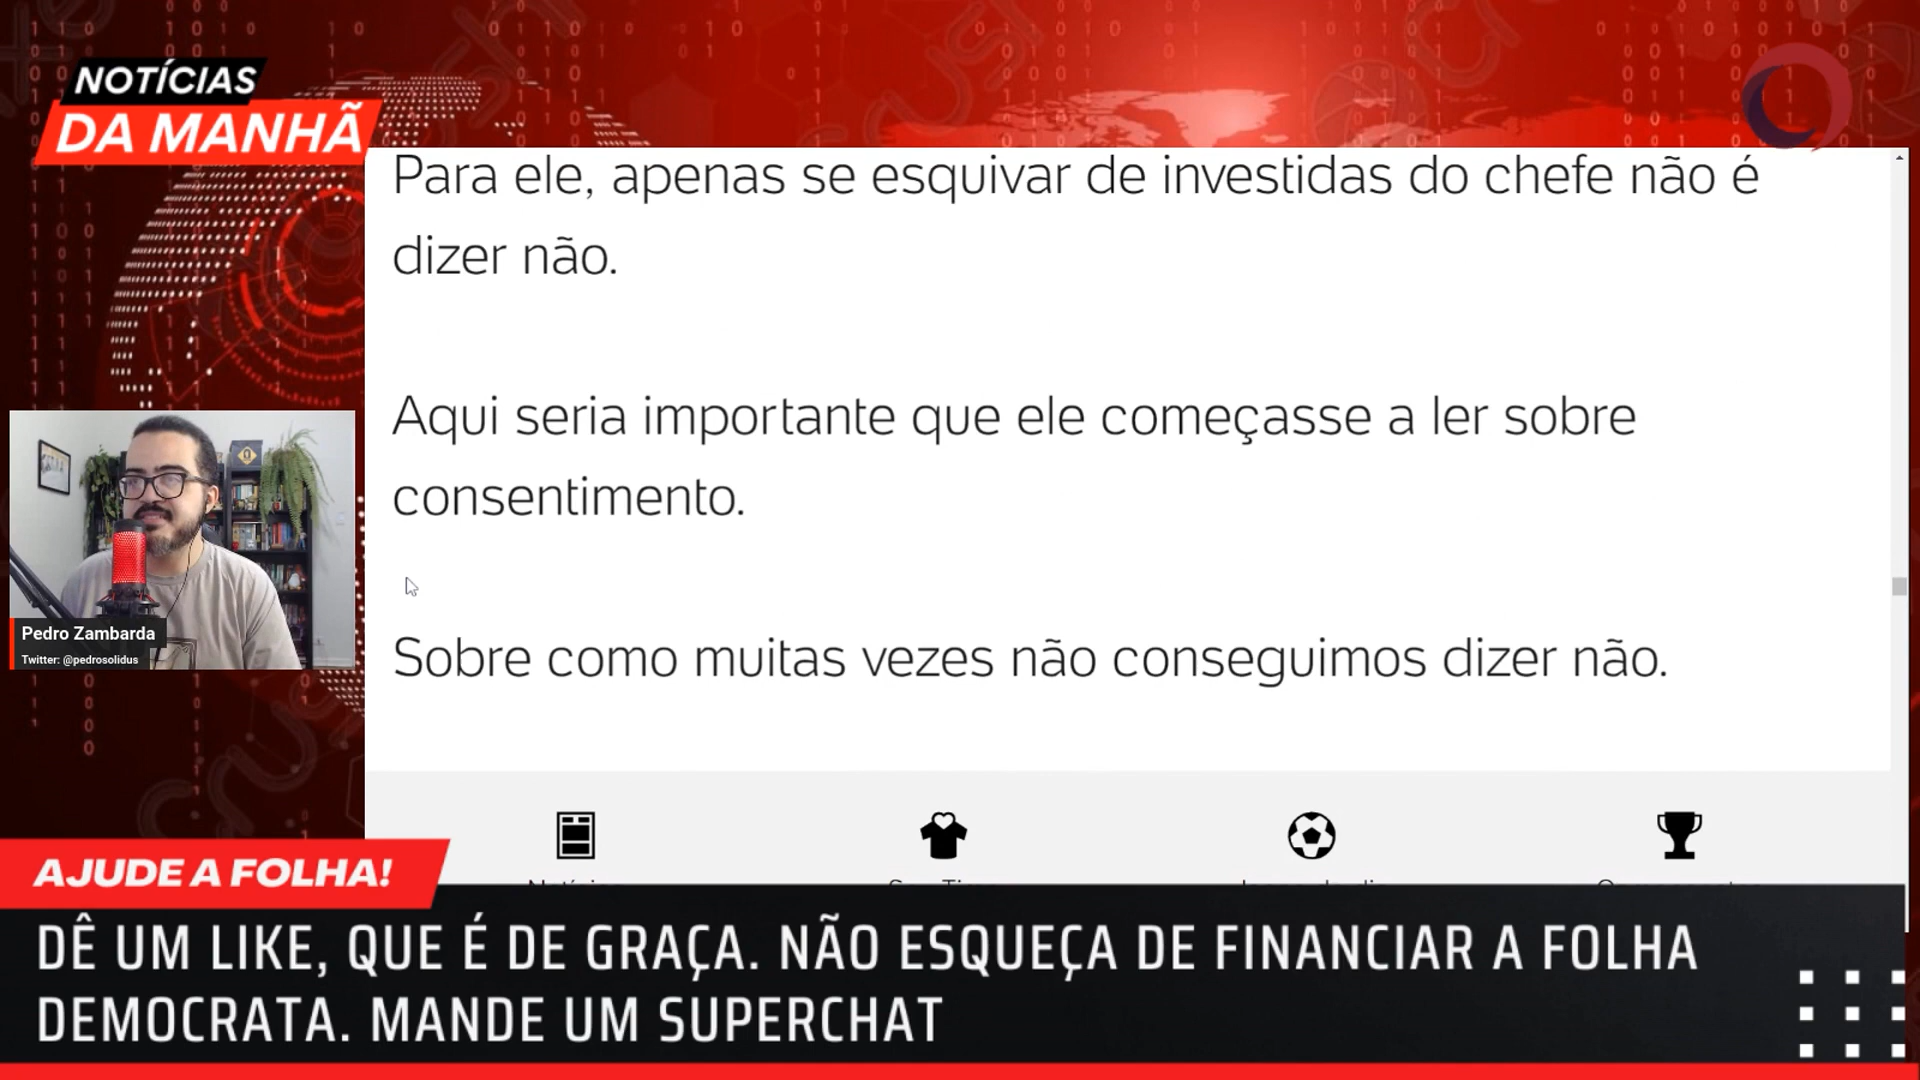 NOTÍCIAS
DA MANHÃ
Para ele, apenas se esquivar de investidas do chefe não é
dizer não.
Aqui seria importante que ele começasse a ler sobre
consentimento.
Sobre como muitas vezes não conseguimos dizer não.
Pedro Zambarda
Twitter: @pedrosolidus
AJUDE A FOLHA!
DÊ UM LIKE, QUE É DE GRAÇA. NÃO ESQUEÇA DE FINANCIAR A FOLHA
DEMOCRATA. MANDE UM SUPERCHAT